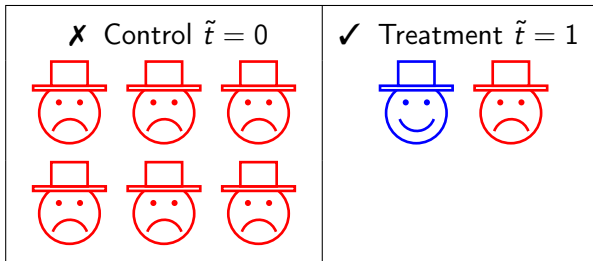 ✗ Control t̃ = 0
✓ Treatment t̃ = 1